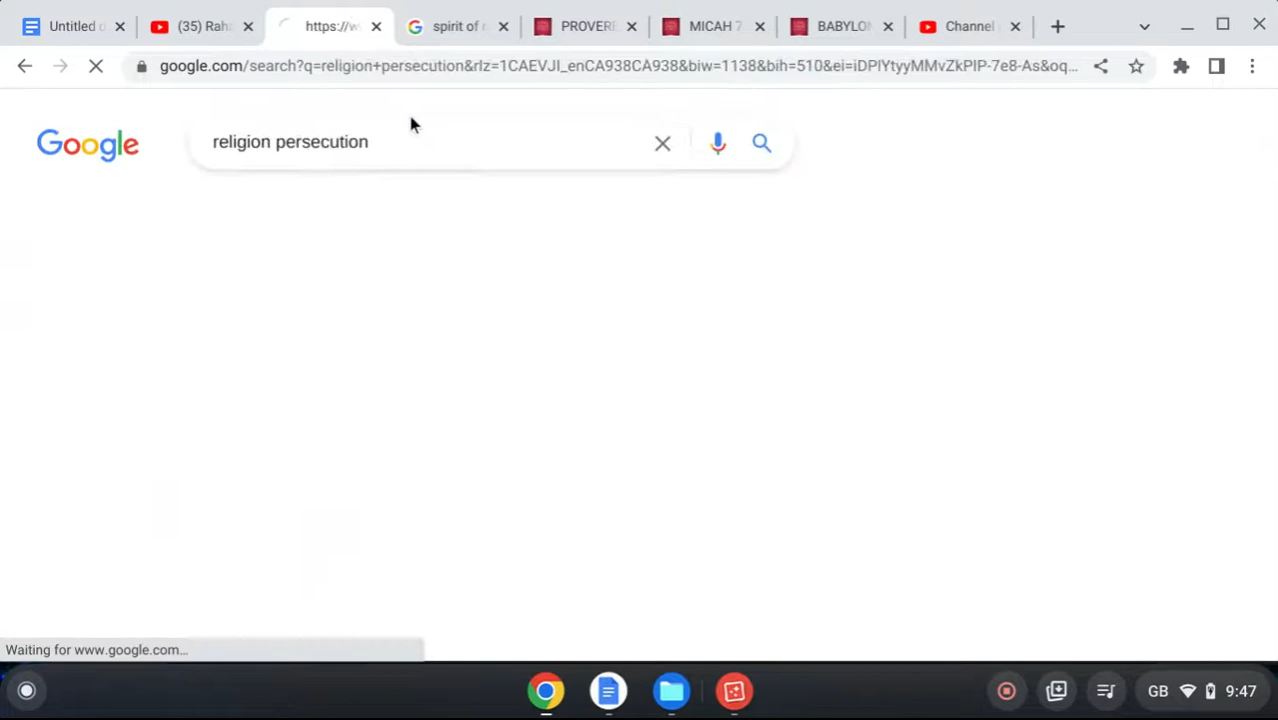 Untitled d
(35) Raha
https://w
spirit of
PROVERB
MICAH 7
BABYLON
Channel
google.com/search?q=religion+persecution&rlz=1CAEVJI_enCA938CA938&biw=1138&bih=510&ei=iDPlYtyyMMvZkPIP-7e8-As&oq...
Google
religion persecution
Waiting for www.google.com...
GB
9:47